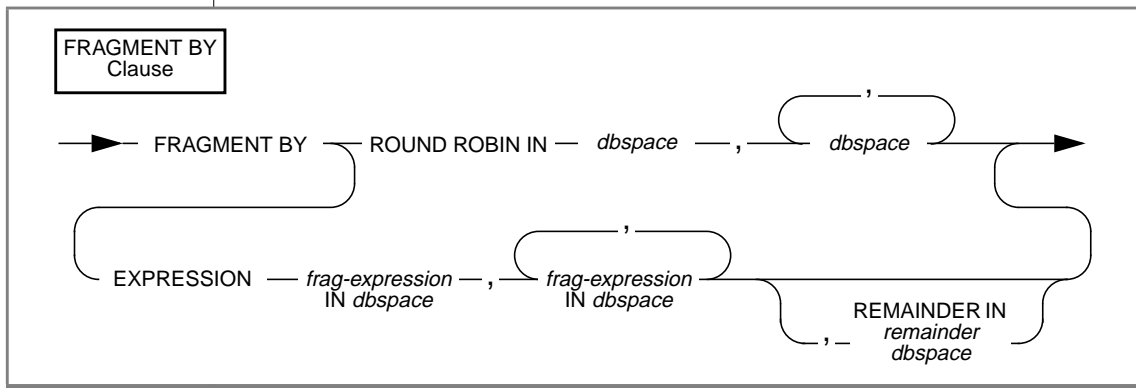 FRAGMENT BY
Clause
,
FRAGMENT BY ROUND ROBIN IN dbspace , dbspace
,
EXPRESSION frag-expression , frag-expression
IN dbspace IN dbspace
, REMAINDER IN
remainder
dbspace